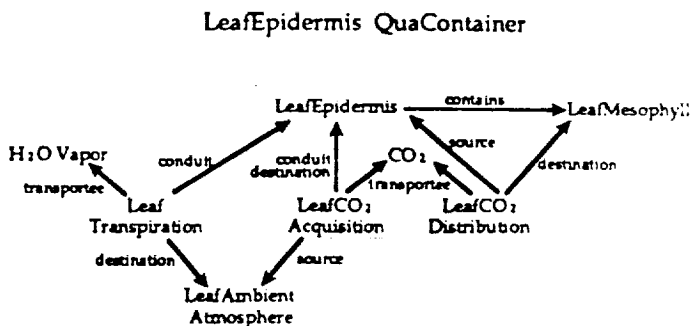 LeafEpidermis QuaContainer
LeafEpidermis
contains
LeafMesophyll
H₂O Vapor
conduit
conduit
destination
CO₂
source
destination
transportee
transportee
Leaf
Transpiration
LeafCO₂
Acquisition
LeafCO₂
Distribution
destination
source
LeafAmbient
Atmosphere